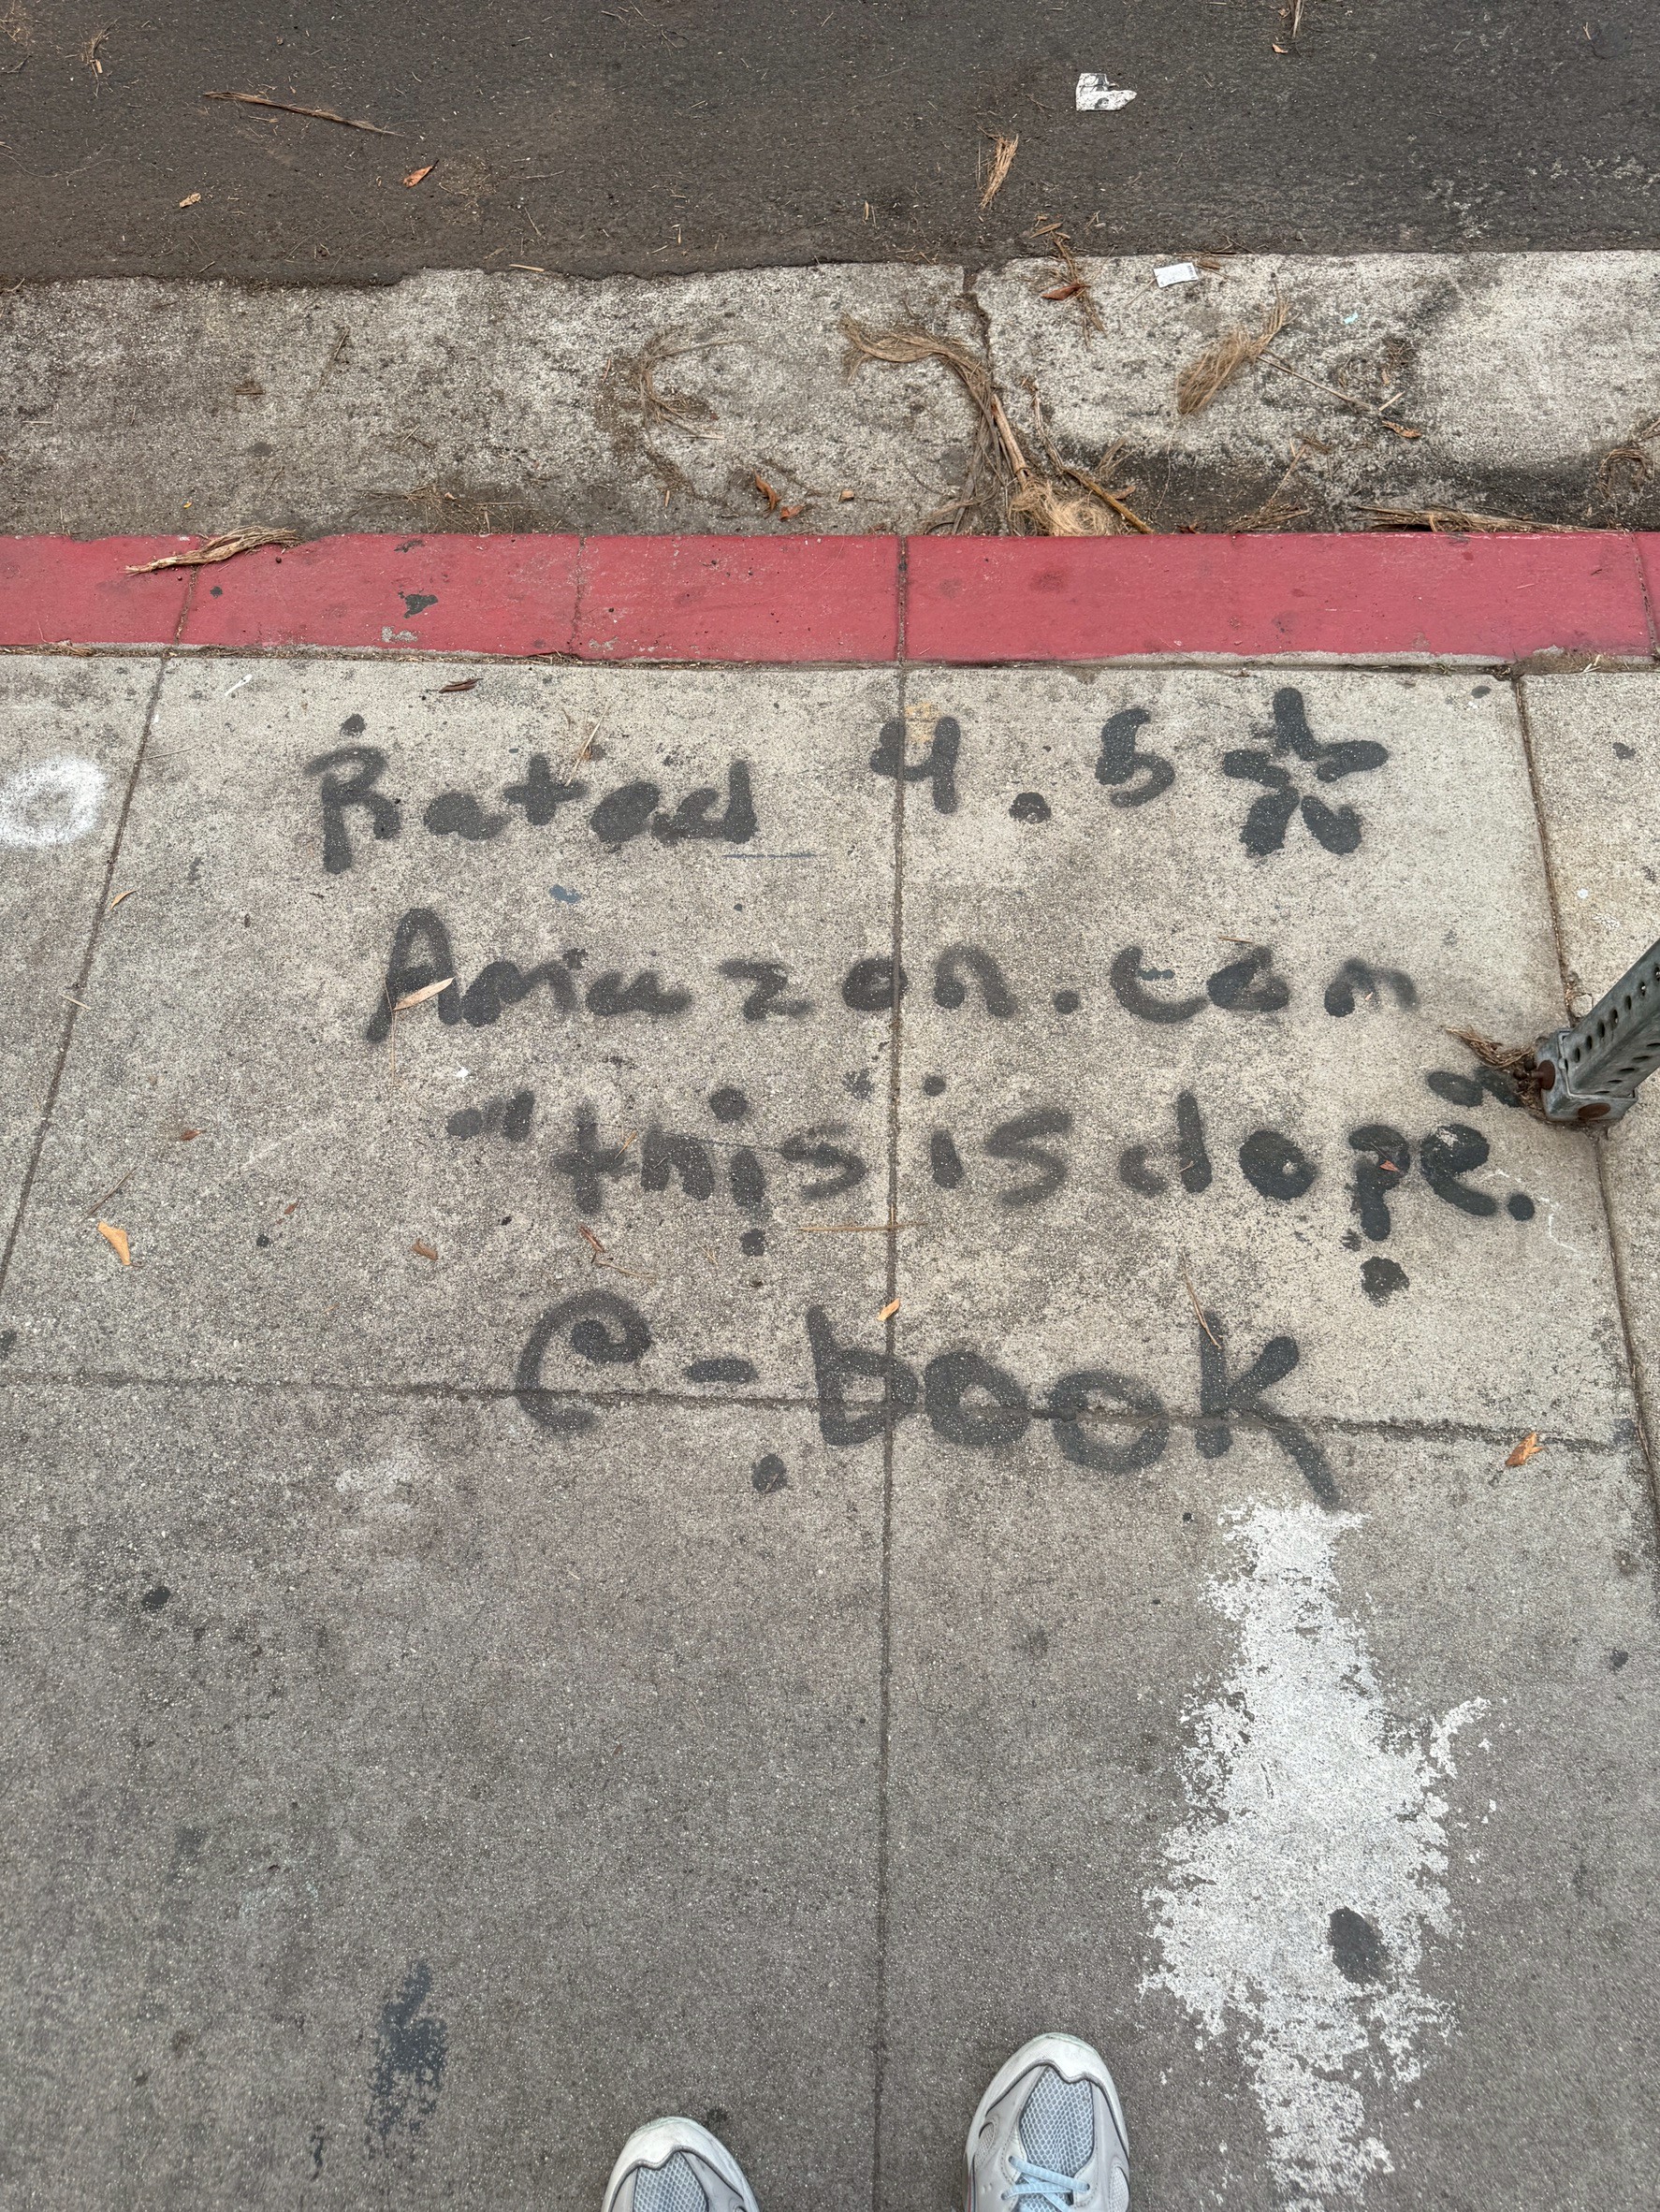 Rated 4.5*
Amazon.com
"this is dope."
e-book